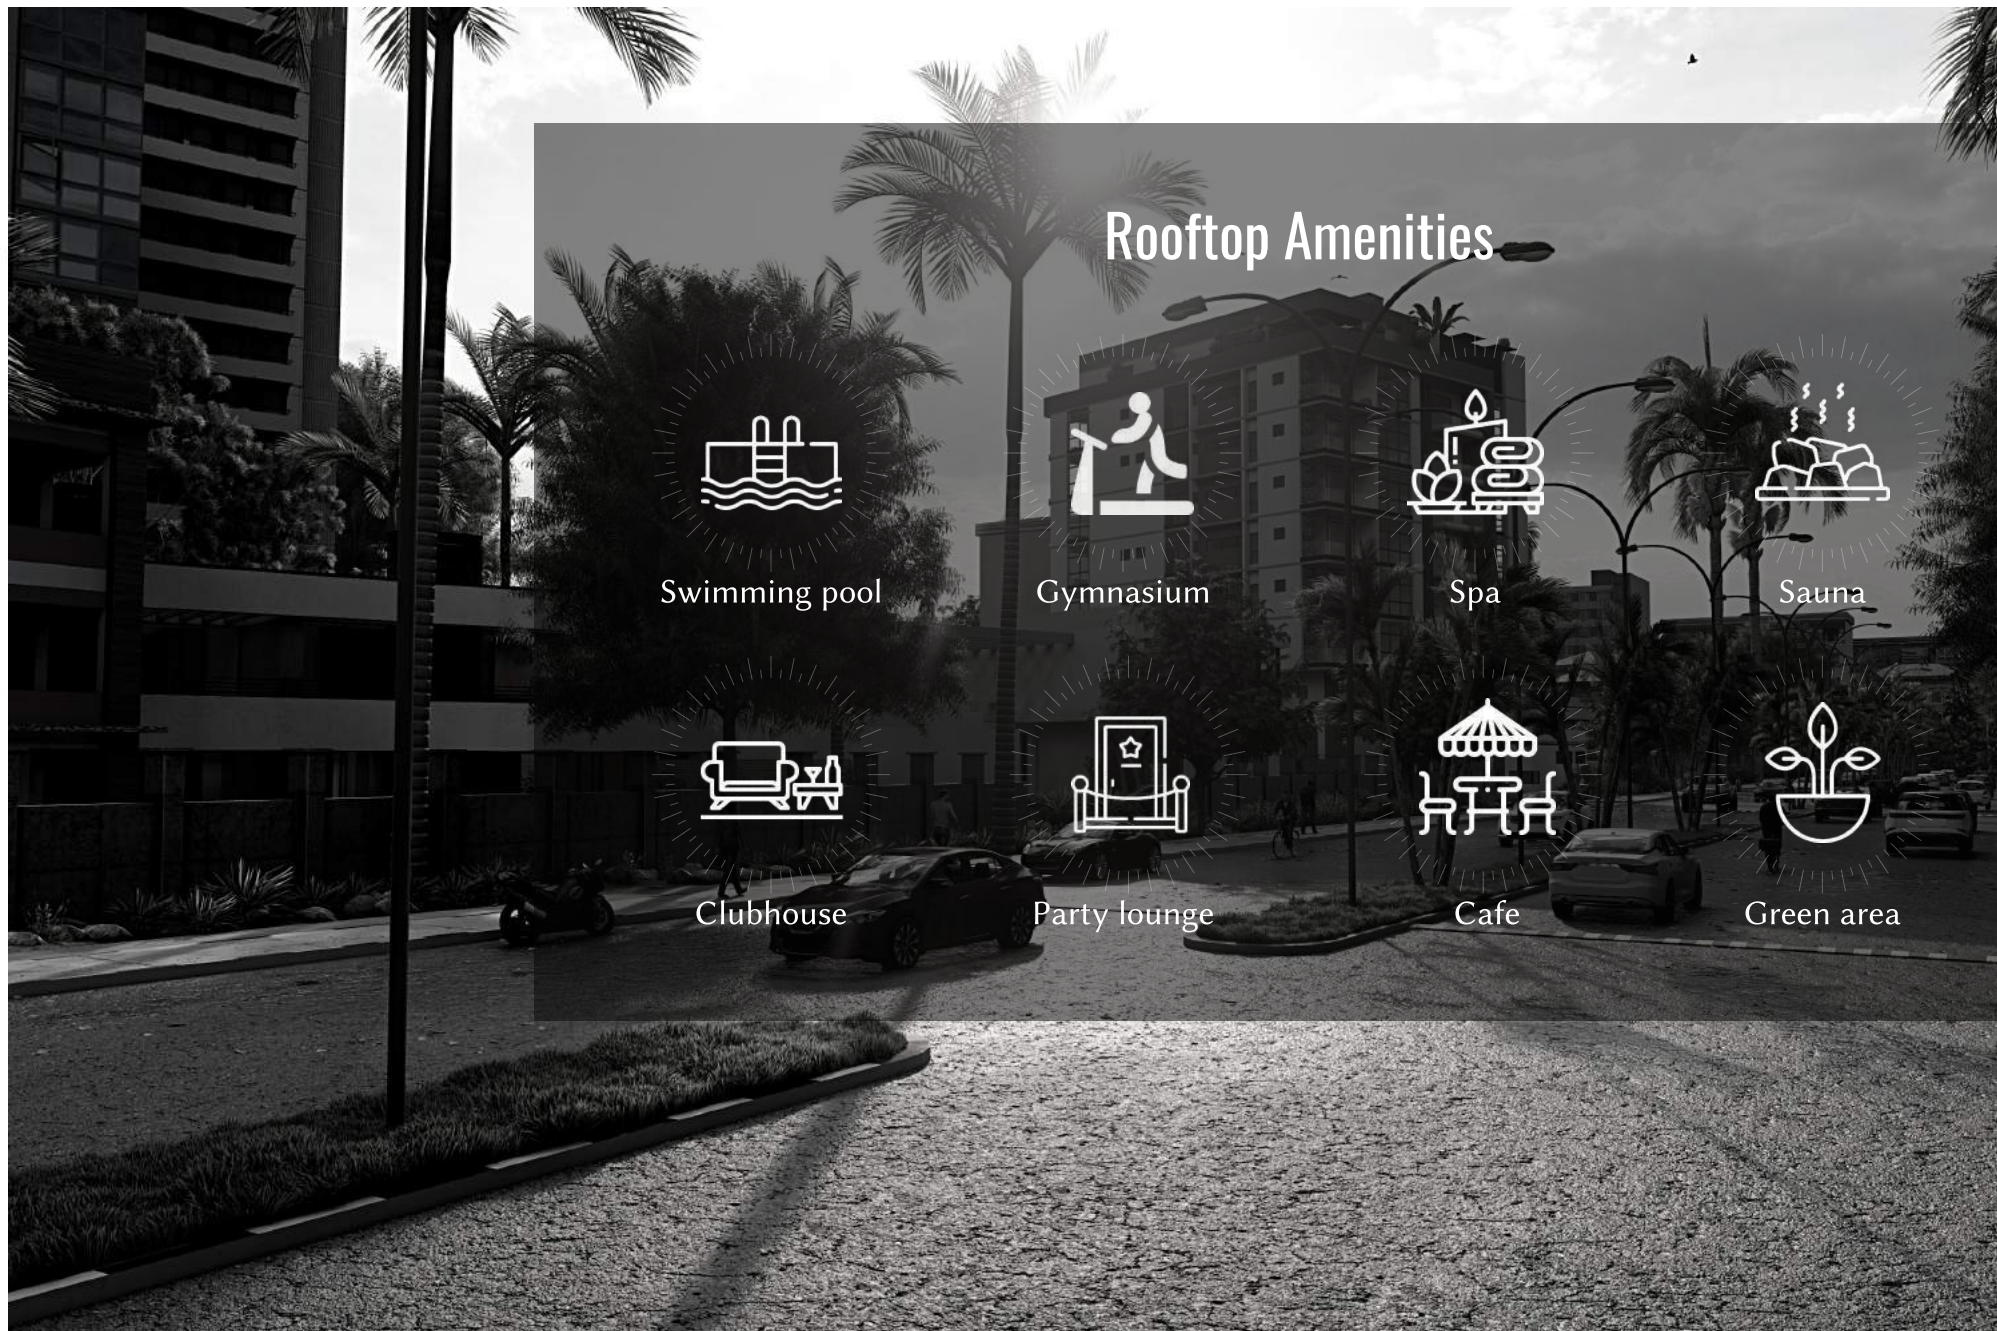 Rooftop Amenities
Swimming pool
Gymnasium
Spa
Sauna
Clubhouse
Party lounge
Cafe
Green area